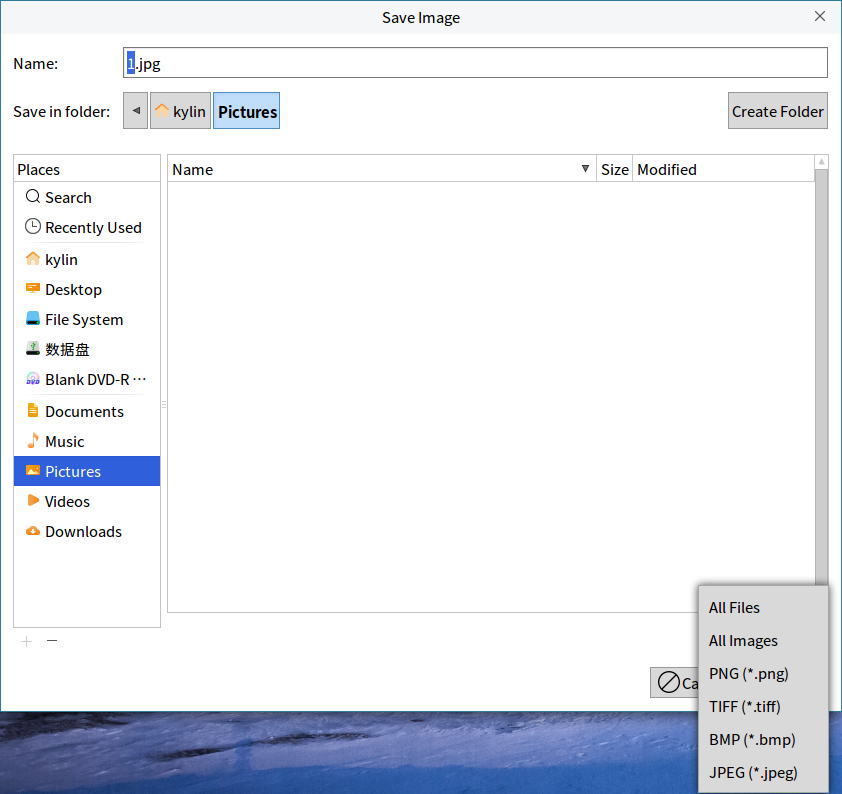 Save Image
Name:
1.jpg
Save in folder:
kylin
Pictures
Create Folder
Places
Search
Recently Used
kylin
Desktop
File System
数据盘
Blank DVD-R ···
Documents
Music
Pictures
Videos
Downloads
Name
Size
Modified
All Files
All Images
PNG (*.png)
TIFF (*.tiff)
BMP (*.bmp)
JPEG (*.jpeg)
Ca